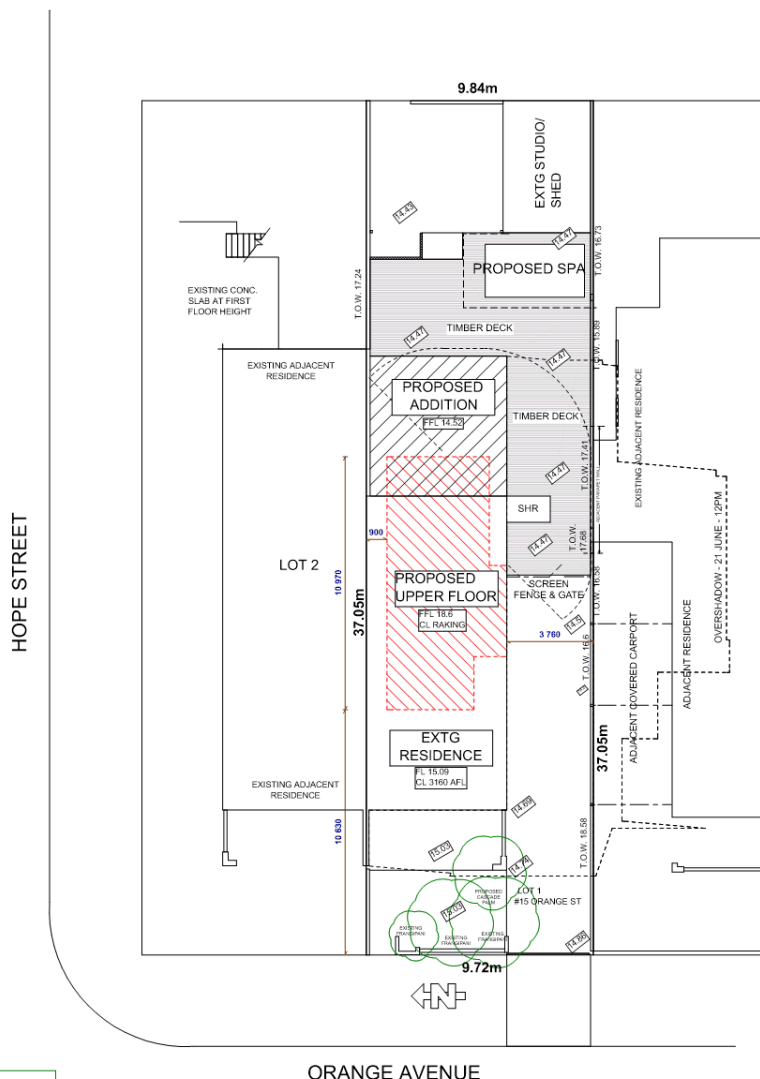 9.84m
EXTG STUDIO/
SHED
14.43
14.47
T.O.W. 16.73
PROPOSED SPA
T.O.W. 17.24
EXISTING CONC.
SLAB AT FIRST
FLOOR HEIGHT
TIMBER DECK
14.47
T.O.W. 15.89
14.47
EXISTING ADJACENT
RESIDENCE
PROPOSED
ADDITION
FFL 14.52
TIMBER DECK
EXISTING ADJACENT RESIDENCE
T.O.W. 17.41
14.47
ADJACENT PARAPET WALL
SHR
T.O.W.
17.68
14.47
900
OVERSHADOW - 21 JUNE - 12PM
HOPE STREET
LOT 2
10 970
37.05m
PROPOSED
UPPER FLOOR
FFL 18.6
CL RAKING
SCREEN
FENCE & GATE
T.O.W. 16.58
14.5
3 760
T.O.W. 16.6
ADJACENT COVERED CARPORT
ADJACENT RESIDENCE
EXTG
RESIDENCE
FL 15.09
CL 3160 AFL
37.05m
EXISTING ADJACENT
RESIDENCE
14.69
10 630
T.O.W. 18.58
15.03
14.74
PROPOSED
CASCADE
PALM
LOT 1
#15 ORANGE ST
15.03
EXISTING
FRANGIPANI
EXISTING
FRANGIPANI
EXISTING
FRANGIPANI
14.86
9.72m
N
ORANGE AVENUE